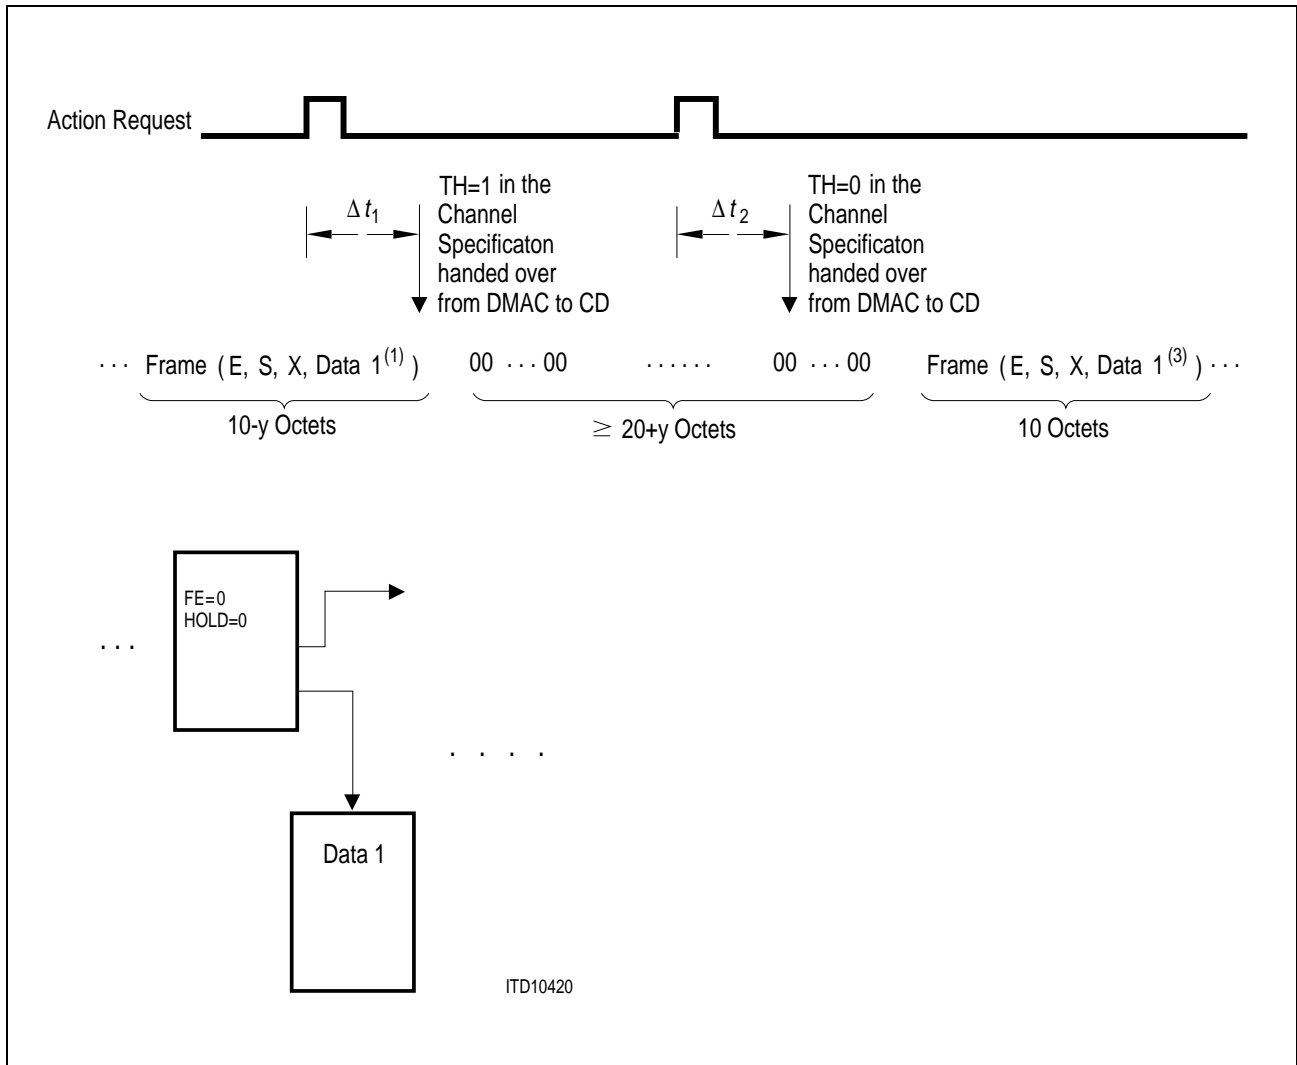 Action Request
Δt1
TH=1 in the
Channel
Specificaton
handed over
from DMAC to CD
Δt2
TH=0 in the
Channel
Specificaton
handed over
from DMAC to CD
··· Frame (E, S, X, Data 1(1)) 00 ··· 00 ······ 00 ··· 00 Frame (E, S, X, Data 1(3)) ···
10-y Octets
≥ 20+y Octets
10 Octets
FE=0
HOLD=0
...
. . . .
Data 1
ITD10420